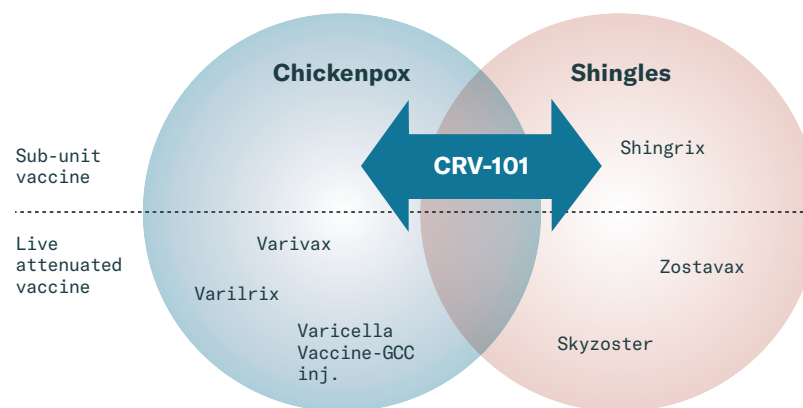 Chickenpox
Shingles
Sub-unit
vaccine
CRV-101
Shingrix
Live
attenuated
vaccine
Varivax
Zostavax
Varilrix
Varicella
Vaccine-GCC
inj.
Skyzoster